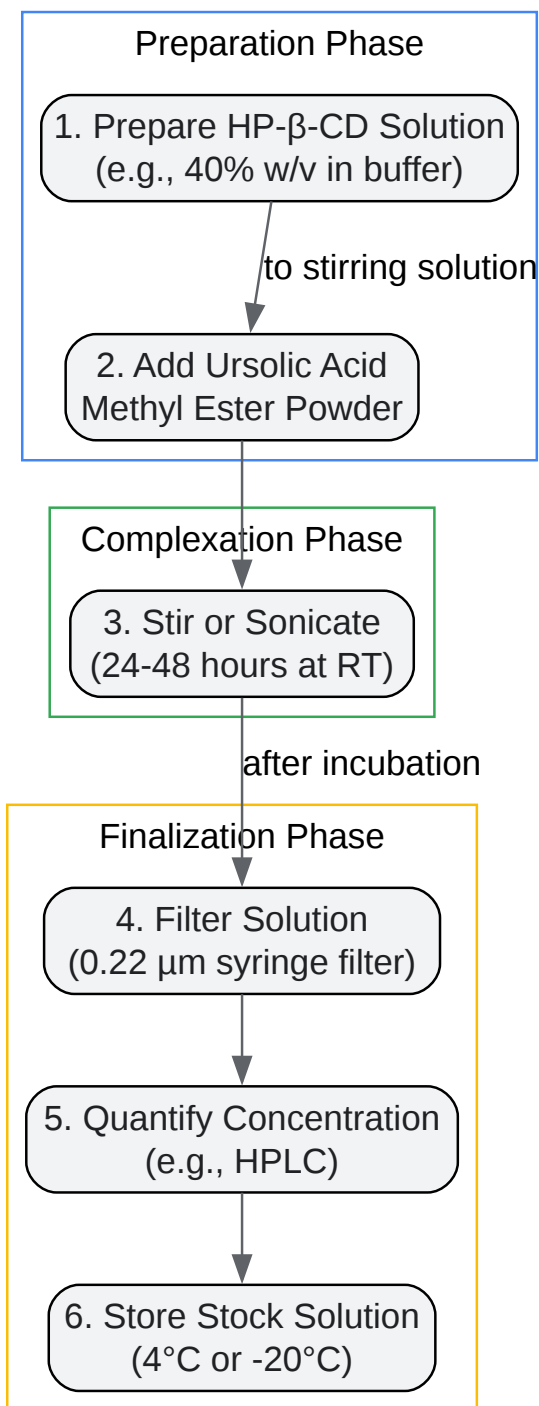 Preparation Phase
1. Prepare HP-β-CD Solution
(e.g., 40% w/v in buffer)
to stirring solution
2. Add Ursolic Acid
Methyl Ester Powder
Complexation Phase
3. Stir or Sonicate
(24-48 hours at RT)
after incubation
Finalization Phase
4. Filter Solution
(0.22 µm syringe filter)
5. Quantify Concentration
(e.g., HPLC)
6. Store Stock Solution
(4°C or -20°C)